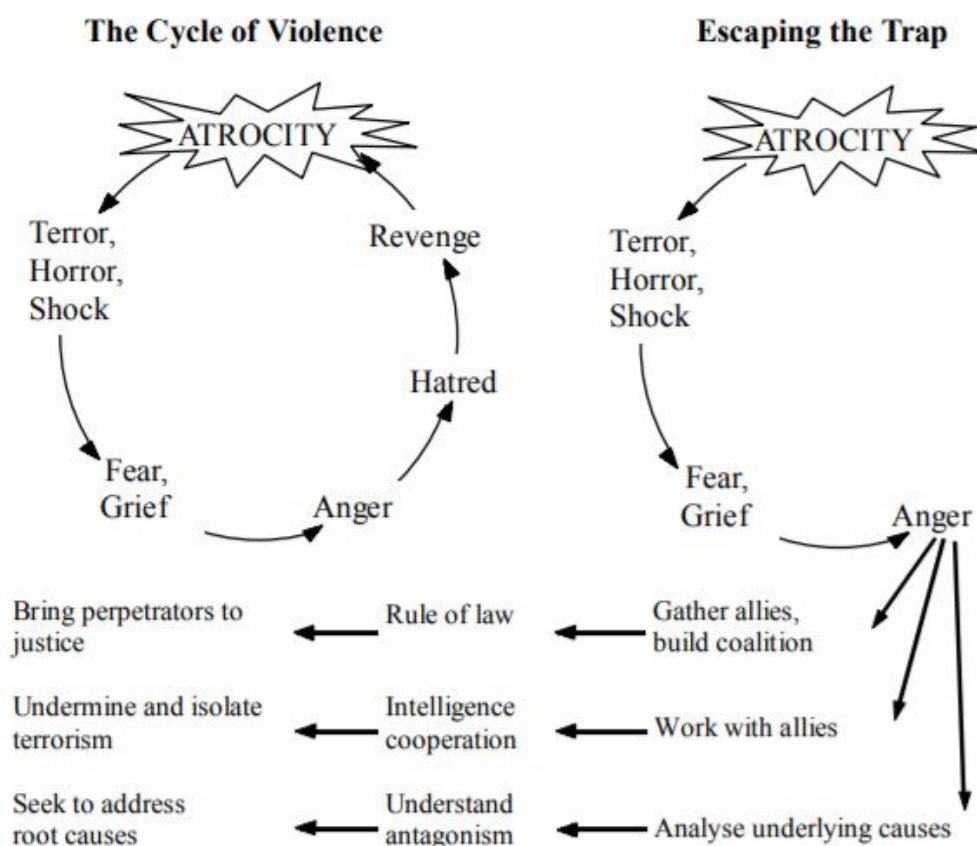 The Cycle of Violence
ATROCITY
Terror,
Horror,
Shock
Fear,
Grief
Anger
Hatred
Revenge
Escaping the Trap
ATROCITY
Terror,
Horror,
Shock
Fear,
Grief
Anger
Gather allies,
build coalition
Rule of law
Bring perpetrators to
justice
Work with allies
Intelligence
cooperation
Undermine and isolate
terrorism
Analyse underlying causes
Understand
antagonism
Seek to address
root causes